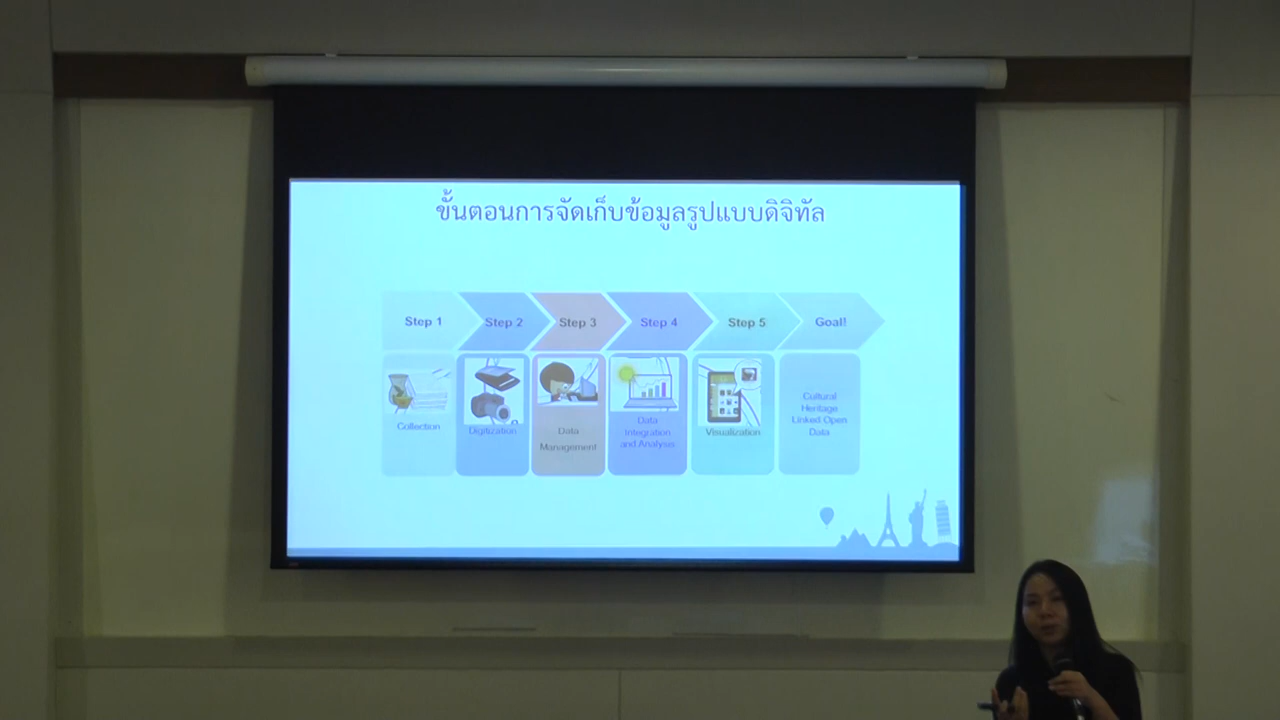 ขั้นตอนการจัดเก็บข้อมูลรูปแบบดิจิทัล
Step 1
Step 2
Step 3
Step 4
Step 5
Goal!
Collection
Digitization
Data
Management
Data
Integration
and Analysis
Visualization
Cultural
Heritage
Linked Open
Data